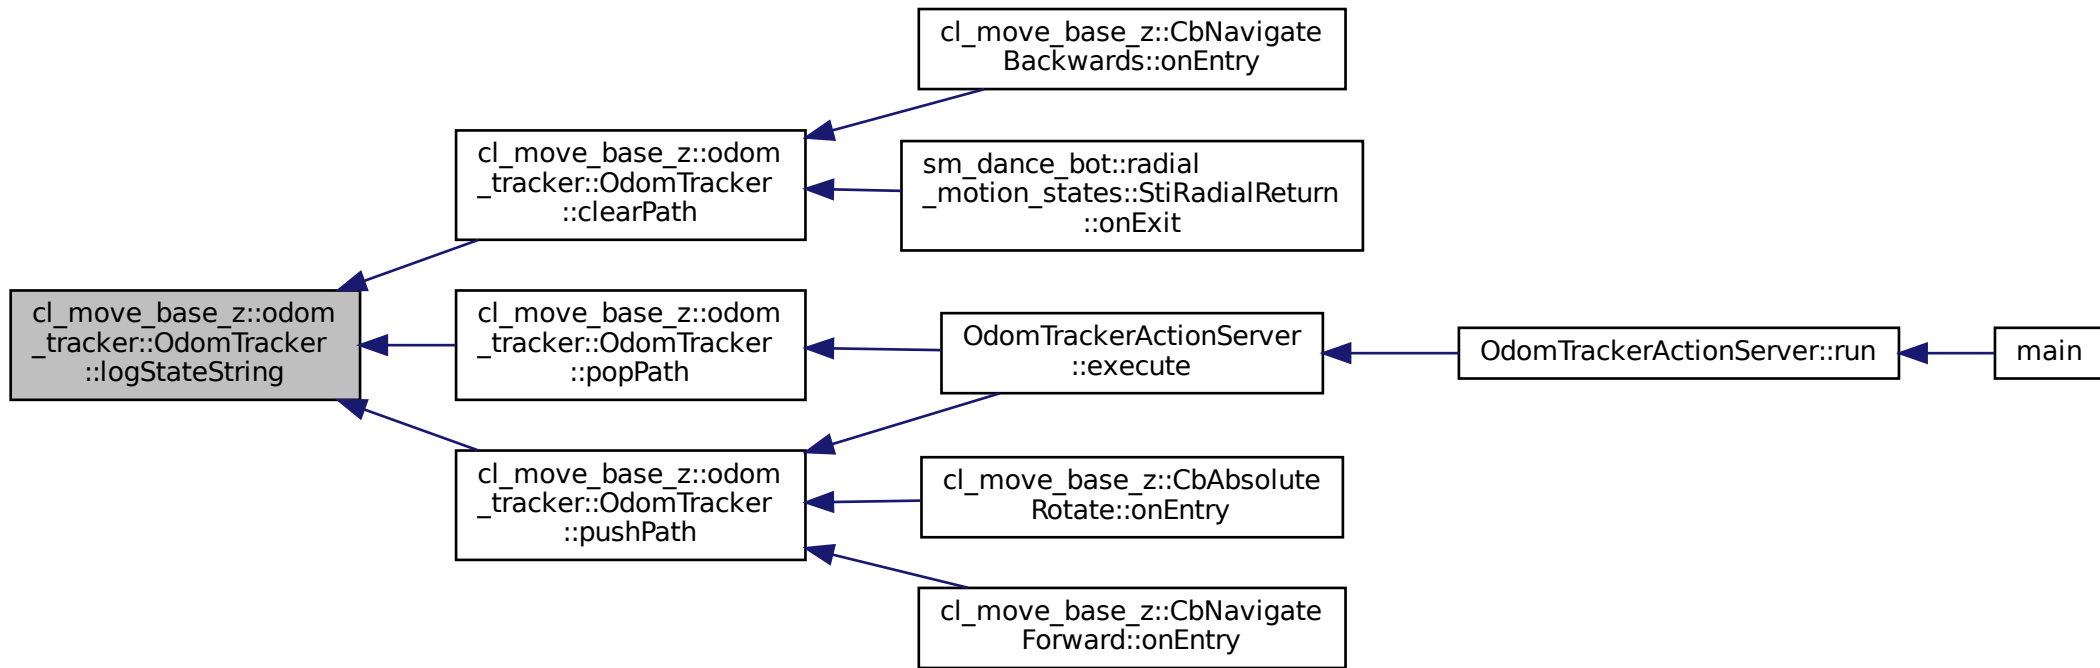 cl_move_base_z::CbNavigate
Backwards::onEntry
cl_move_base_z::odom
_tracker::OdomTracker
::clearPath
sm_dance_bot::radial
_motion_states::StiRadialReturn
::onExit
cl_move_base_z::odom
_tracker::OdomTracker
::logStateString
cl_move_base_z::odom
_tracker::OdomTracker
::popPath
OdomTrackerActionServer
::execute
OdomTrackerActionServer::run
main
cl_move_base_z::odom
_tracker::OdomTracker
::pushPath
cl_move_base_z::CbAbsolute
Rotate::onEntry
cl_move_base_z::CbNavigate
Forward::onEntry